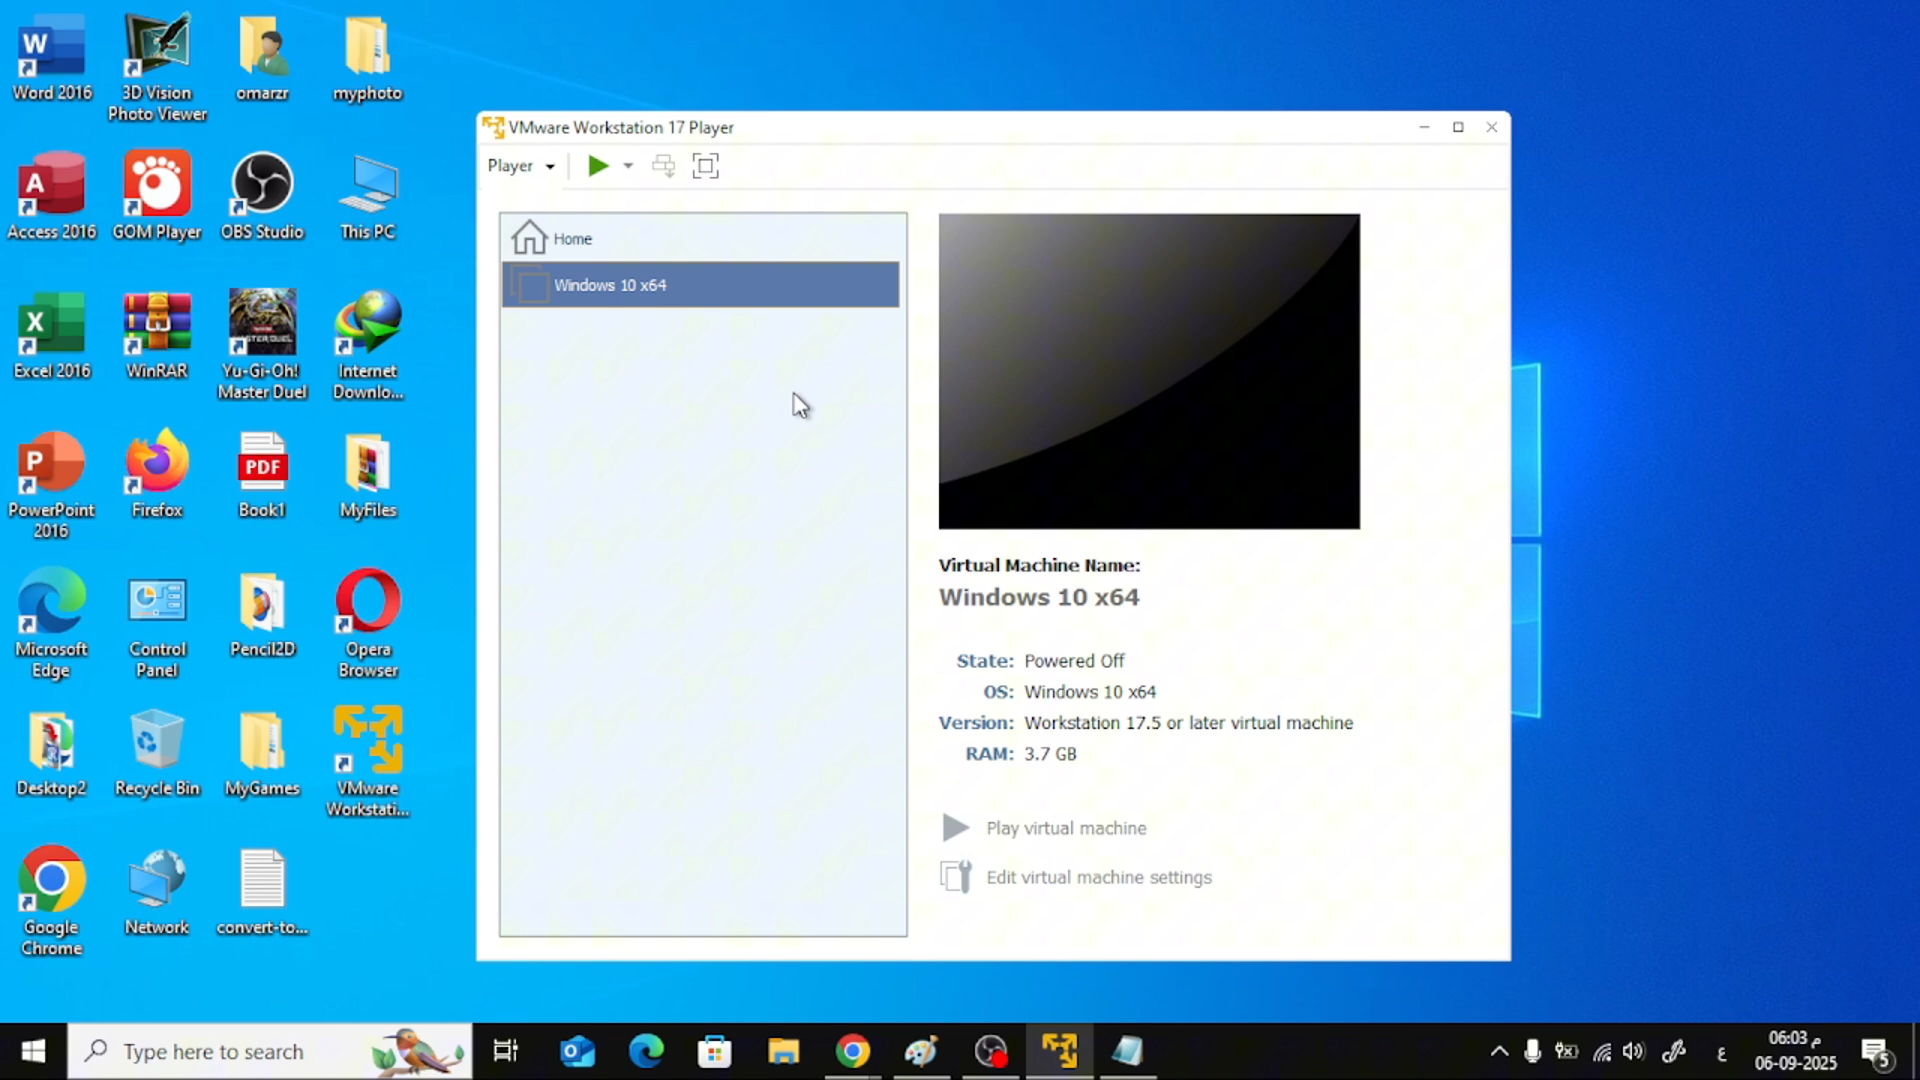 Word 2016
3D Vision
Photo Viewer
omarzr
myphoto
Access 2016
GOM Player
OBS Studio
This PC
Excel 2016
WinRAR
Yu-Gi-Oh!
Master Duel
Internet
Downlo...
PowerPoint
2016
Firefox
PDF
Book1
MyFiles
Microsoft
Edge
Control
Panel
Pencil2D
Opera
Browser
Desktop2
Recycle Bin
MyGames
VMware
Workstati...
Google
Chrome
Network
convert-to...
VMware Workstation 17 Player
Player
Home
Windows 10 x64
Virtual Machine Name:
Windows 10 x64
State: Powered Off
OS: Windows 10 x64
Version: Workstation 17.5 or later virtual machine
RAM: 3.7 GB
Play virtual machine
Edit virtual machine settings
Type here to search
ع
06:03 م
06-09-2025
5